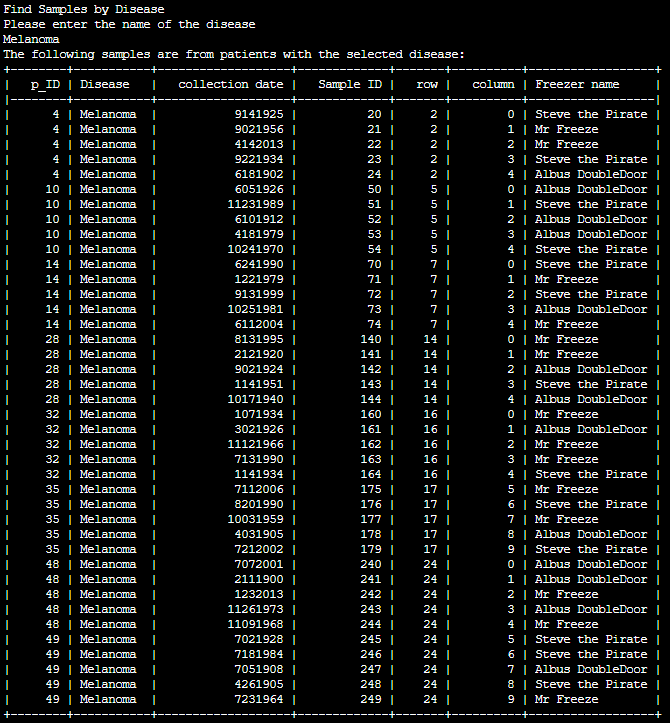 Find Samples by Disease
Please enter the name of the disease
Melanoma
The following samples are from patients with the selected disease:
p_ID | Disease | collection date | Sample ID | row | column | Freezer name
4 | Melanoma | 9141925 | 20 | 2 | 0 | Steve the Pirate
4 | Melanoma | 9021956 | 21 | 2 | 1 | Mr Freeze
4 | Melanoma | 4142013 | 22 | 2 | 2 | Mr Freeze
4 | Melanoma | 9221934 | 23 | 2 | 3 | Steve the Pirate
4 | Melanoma | 6181902 | 24 | 2 | 4 | Albus DoubleDoor
10 | Melanoma | 6051926 | 50 | 5 | 0 | Albus DoubleDoor
10 | Melanoma | 11231989 | 51 | 5 | 1 | Steve the Pirate
10 | Melanoma | 6101912 | 52 | 5 | 2 | Albus DoubleDoor
10 | Melanoma | 4181979 | 53 | 5 | 3 | Albus DoubleDoor
10 | Melanoma | 10241970 | 54 | 5 | 4 | Steve the Pirate
14 | Melanoma | 6241990 | 70 | 7 | 0 | Steve the Pirate
14 | Melanoma | 1221979 | 71 | 7 | 1 | Mr Freeze
14 | Melanoma | 9131999 | 72 | 7 | 2 | Steve the Pirate
14 | Melanoma | 10251981 | 73 | 7 | 3 | Albus DoubleDoor
14 | Melanoma | 6112004 | 74 | 7 | 4 | Mr Freeze
28 | Melanoma | 8131995 | 140 | 14 | 0 | Mr Freeze
28 | Melanoma | 2121920 | 141 | 14 | 1 | Mr Freeze
28 | Melanoma | 9021924 | 142 | 14 | 2 | Albus DoubleDoor
28 | Melanoma | 1141951 | 143 | 14 | 3 | Steve the Pirate
28 | Melanoma | 10171940 | 144 | 14 | 4 | Albus DoubleDoor
32 | Melanoma | 1071934 | 160 | 16 | 0 | Mr Freeze
32 | Melanoma | 3021926 | 161 | 16 | 1 | Albus DoubleDoor
32 | Melanoma | 11121966 | 162 | 16 | 2 | Mr Freeze
32 | Melanoma | 7131990 | 163 | 16 | 3 | Mr Freeze
32 | Melanoma | 1141934 | 164 | 16 | 4 | Steve the Pirate
35 | Melanoma | 7112006 | 175 | 17 | 5 | Mr Freeze
35 | Melanoma | 8201990 | 176 | 17 | 6 | Steve the Pirate
35 | Melanoma | 10031959 | 177 | 17 | 7 | Mr Freeze
35 | Melanoma | 4031905 | 178 | 17 | 8 | Albus DoubleDoor
35 | Melanoma | 7212002 | 179 | 17 | 9 | Steve the Pirate
48 | Melanoma | 7072001 | 240 | 24 | 0 | Albus DoubleDoor
48 | Melanoma | 2111900 | 241 | 24 | 1 | Albus DoubleDoor
48 | Melanoma | 1232013 | 242 | 24 | 2 | Mr Freeze
48 | Melanoma | 11261973 | 243 | 24 | 3 | Albus DoubleDoor
48 | Melanoma | 11091968 | 244 | 24 | 4 | Mr Freeze
49 | Melanoma | 7021928 | 245 | 24 | 5 | Steve the Pirate
49 | Melanoma | 7181984 | 246 | 24 | 6 | Steve the Pirate
49 | Melanoma | 7051908 | 247 | 24 | 7 | Albus DoubleDoor
49 | Melanoma | 4261905 | 248 | 24 | 8 | Steve the Pirate
49 | Melanoma | 7231964 | 249 | 24 | 9 | Mr Freeze